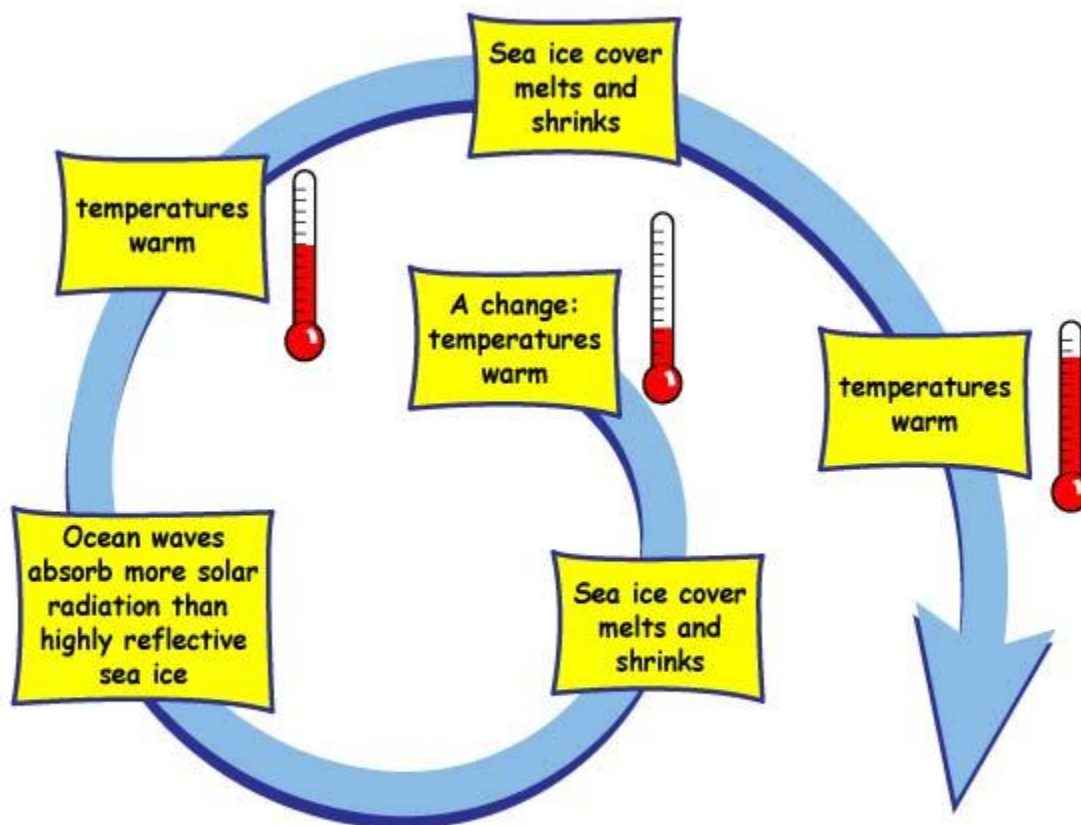 A change:
temperatures
warm
Sea ice cover
melts and
shrinks
Ocean waves
absorb more solar
radiation than
highly reflective
sea ice
temperatures
warm
Sea ice cover
melts and
shrinks
temperatures
warm